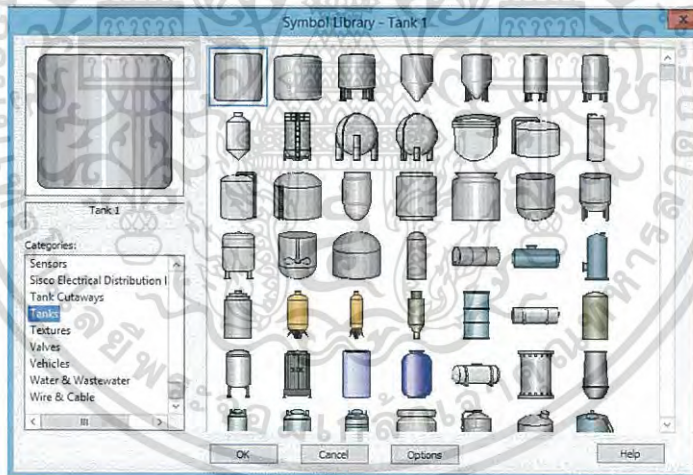 Symbol Library - Tank 1
Tank 1
Categories:
Sensors
Sisco Electrical Distribution I
Tank Cutaways
Tanks
Textures
Valves
Vehicles
Water & Wastewater
Wire & Cable
OK
Cancel
Options
Help